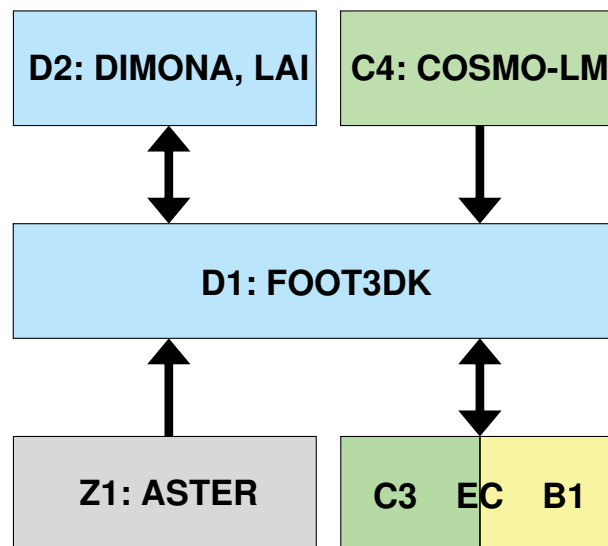 D2: DIMONA, LAI
C4: COSMO-LM
D1: FOOT3DK
Z1: ASTER
C3 EC B1